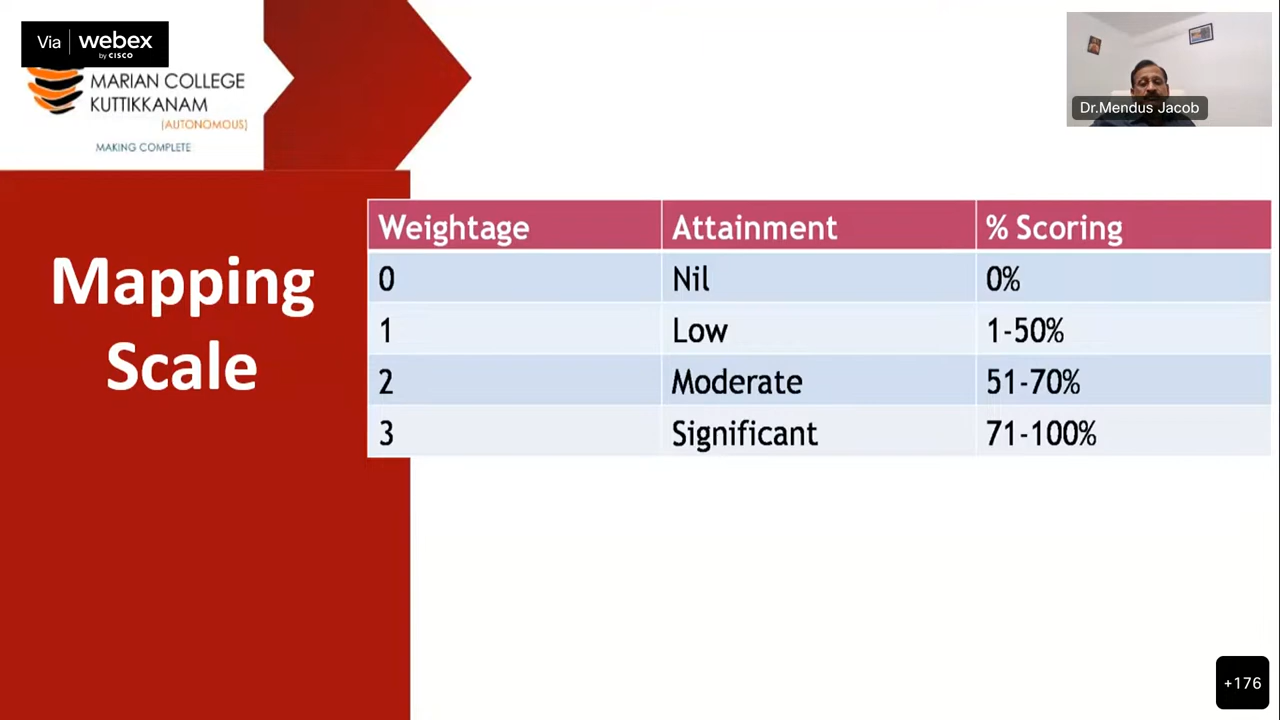 Via webex
by CISCO
MARIAN COLLEGE
KUTTIKKANAM
(AUTONOMOUS)
MAKING COMPLETE
Dr.Mendus Jacob
Mapping
Scale
Weightage Attainment % Scoring
0 Nil 0%
1 Low 1-50%
2 Moderate 51-70%
3 Significant 71-100%
+176